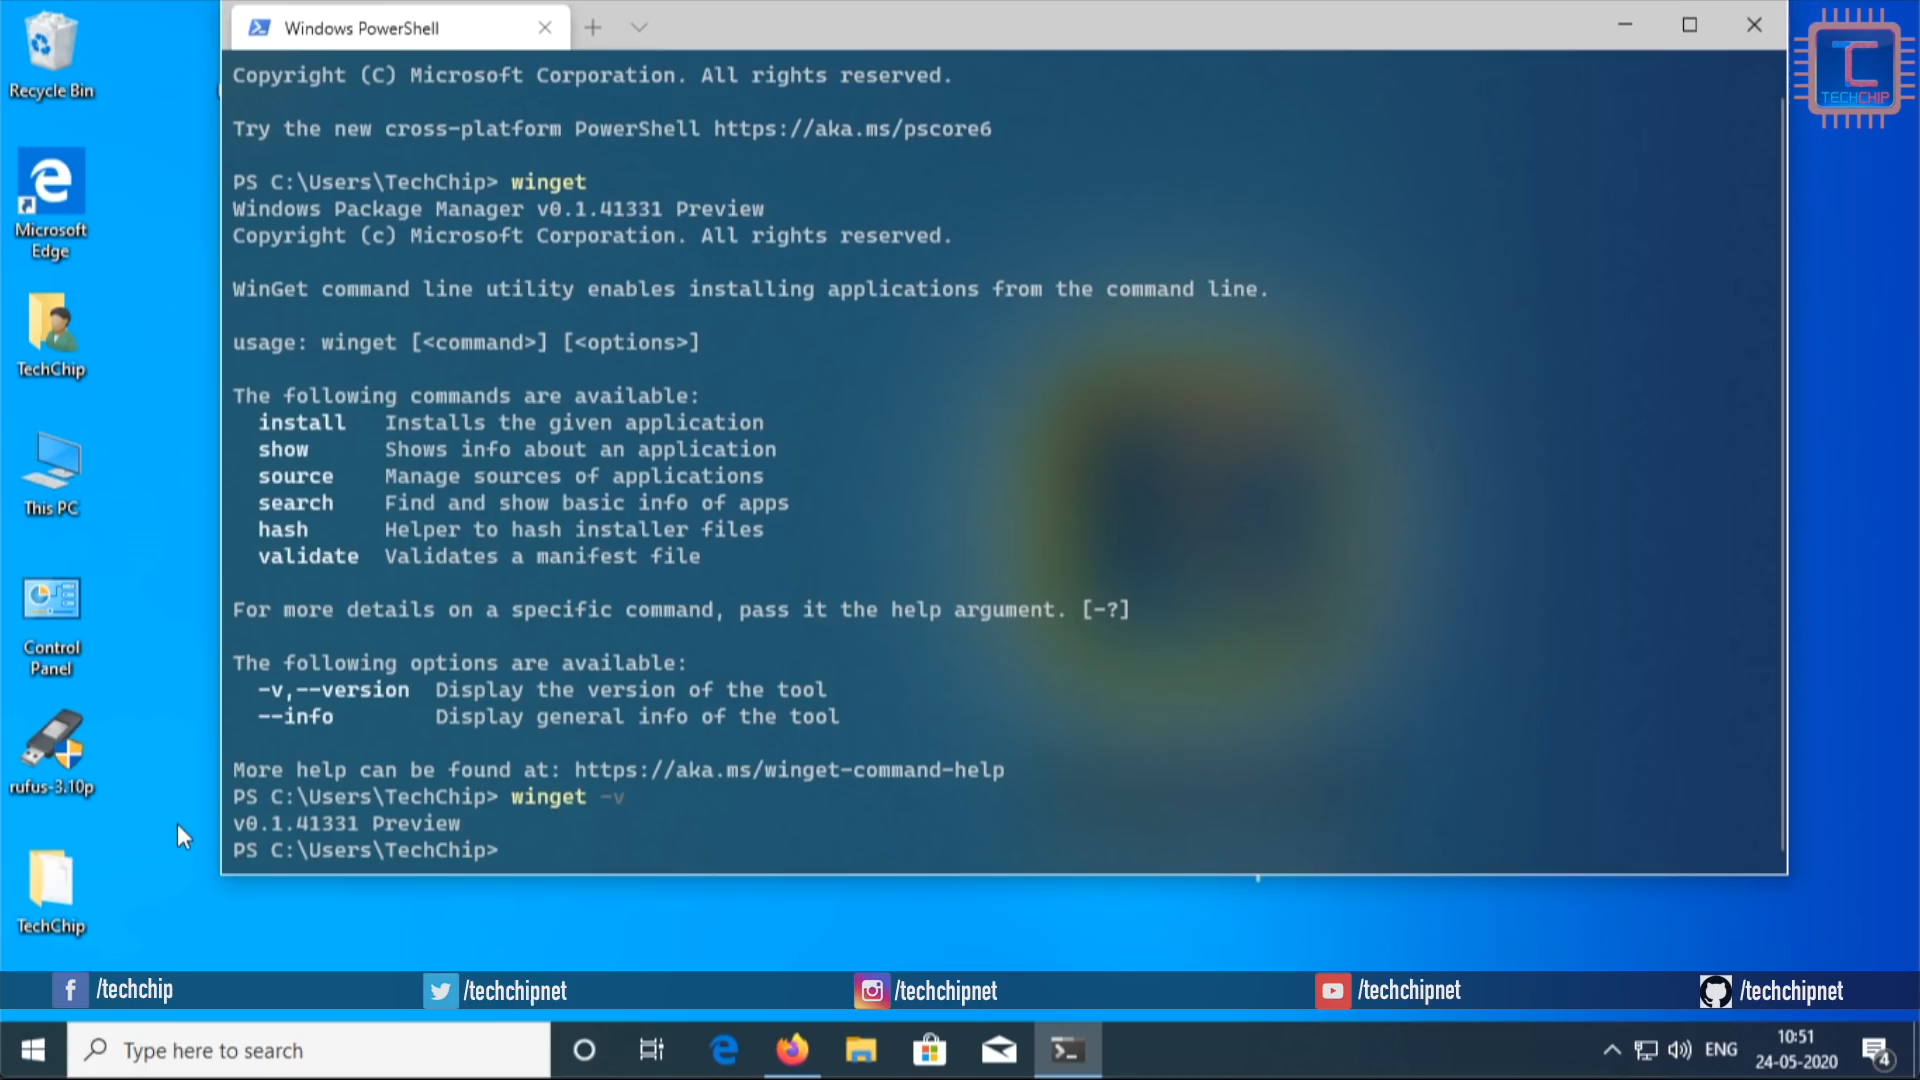 Windows PowerShell
Copyright (C) Microsoft Corporation. All rights reserved.
Try the new cross-platform PowerShell https://aka.ms/pscore6
PS C:\Users\TechChip> winget
Windows Package Manager v0.1.41331 Preview
Copyright (c) Microsoft Corporation. All rights reserved.
WinGet command line utility enables installing applications from the command line.
usage: winget [<command>] [<options>]
The following commands are available:
install Installs the given application
show Shows info about an application
source Manage sources of applications
search Find and show basic info of apps
hash Helper to hash installer files
validate Validates a manifest file
For more details on a specific command, pass it the help argument. [-?]
The following options are available:
-v,--version Display the version of the tool
--info Display general info of the tool
More help can be found at: https://aka.ms/winget-command-help
PS C:\Users\TechChip> winget -v
v0.1.41331 Preview
PS C:\Users\TechChip>
Recycle Bin
Microsoft
Edge
TechChip
This PC
Control
Panel
rufus-3.10p
TechChip
TC
TECHCHIP
/techchip
/techchipnet
/techchipnet
/techchipnet
/techchipnet
Type here to search
ENG
10:51
24-05-2020
4